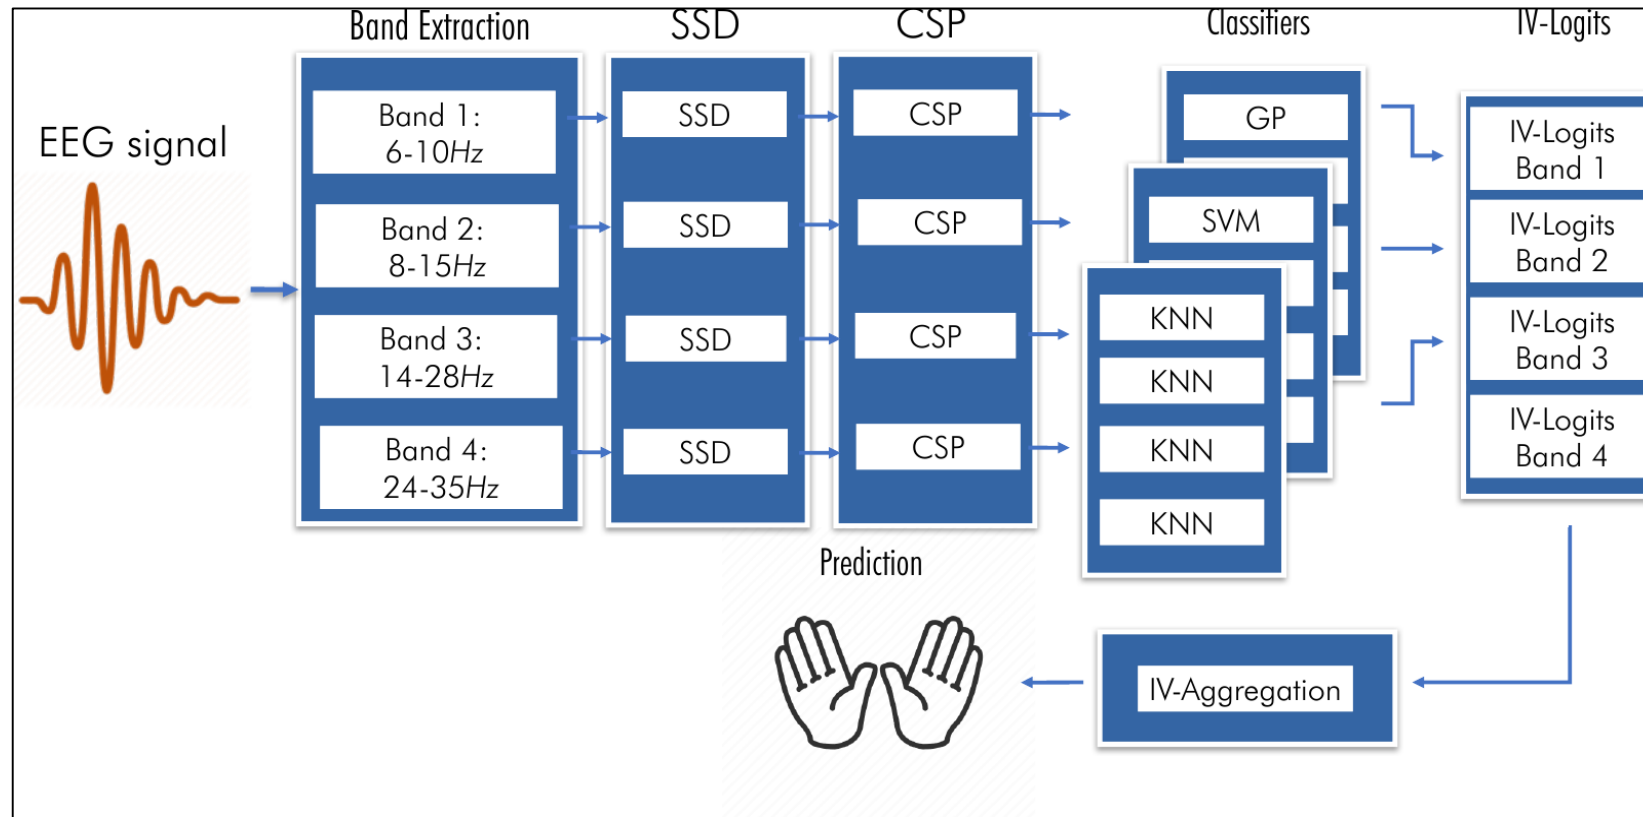 Band Extraction
SSD
CSP
Classifiers
IV-Logits
EEG signal
Band 1:
6-10Hz
Band 2:
8-15Hz
Band 3:
14-28Hz
Band 4:
24-35Hz
SSD
SSD
SSD
SSD
CSP
CSP
CSP
CSP
GP
SVM
KNN
KNN
KNN
KNN
IV-Logits
Band 1
IV-Logits
Band 2
IV-Logits
Band 3
IV-Logits
Band 4
Prediction
IV-Aggregation